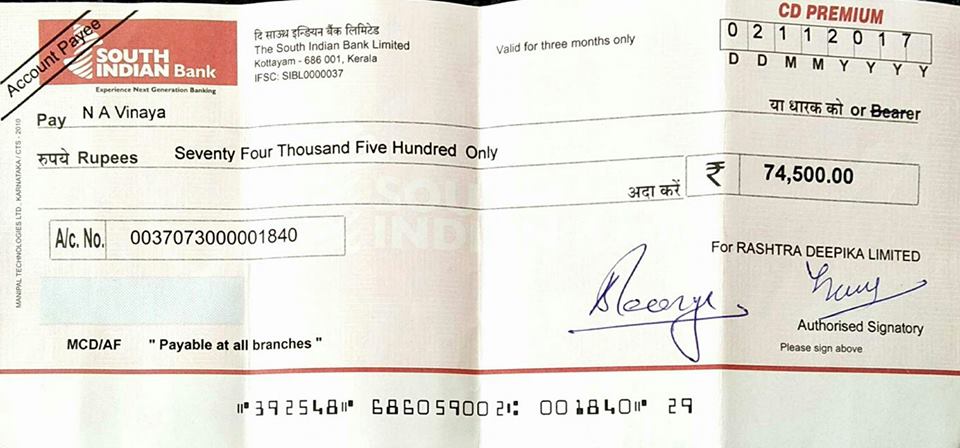 Account Payee
SOUTH
INDIAN Bank
Experience Next Generation Banking
दि साउथ इन्डियन बैंक लिमिटेड
The South Indian Bank Limited
Kottayam - 686 001, Kerala
IFSC: SIBL0000037
Valid for three months only
CD PREMIUM
0 2 1 1 2 0 1 7
D D M M Y Y Y Y
Pay N A Vinaya
या धारक को or Bearer
रुपये Rupees Seventy Four Thousand Five Hundred Only
अदा करें ₹ 74,500.00
A/c. No. 0037073000001840
For RASHTRA DEEPIKA LIMITED
Authorised Signatory
Please sign above
MCD/AF " Payable at all branches "
MANIPAL TECHNOLOGIES LTD. KARNATAKA / CTS - 2010
⑈392548⑈ 686059002⑆ 001840⑈ 29